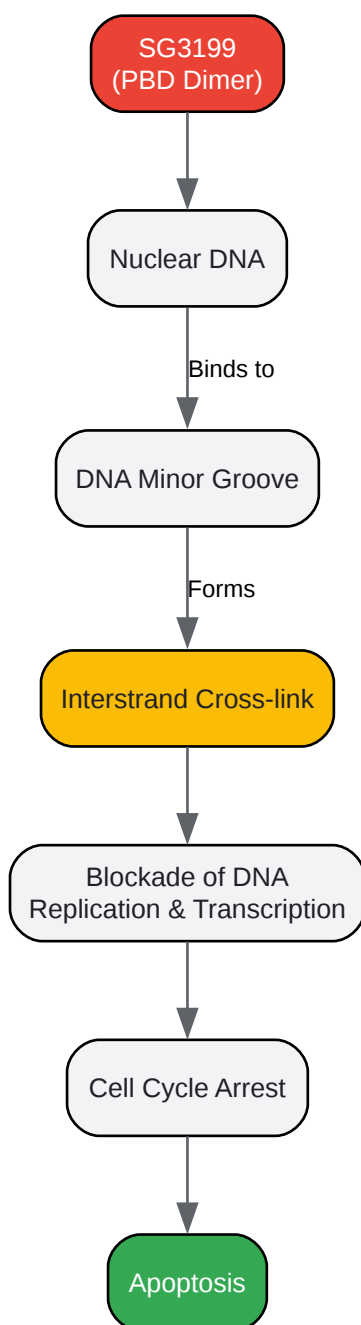 SG3199
(PBD Dimer)
Nuclear DNA
Binds to
DNA Minor Groove
Forms
Interstrand Cross-link
Blockade of DNA
Replication & Transcription
Cell Cycle Arrest
Apoptosis